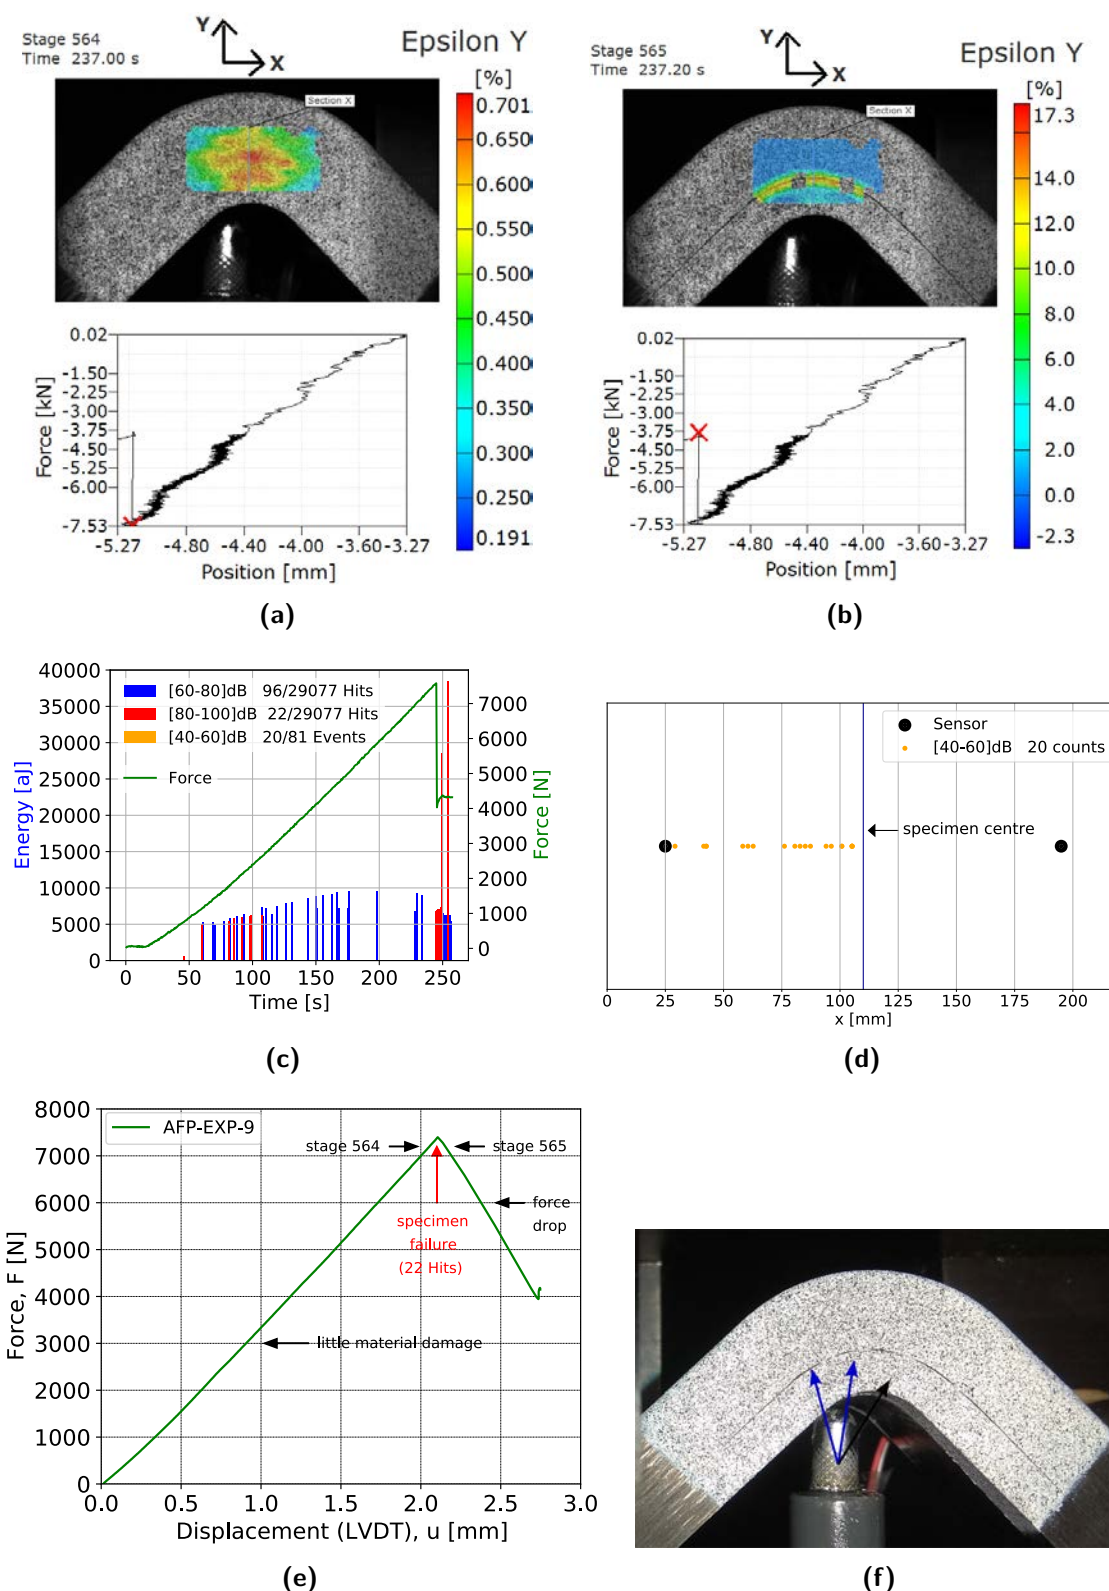 Stage 564
Time 237.00 s
Y
X
Epsilon Y
[%]
Section X
0.701
0.650
0.600
0.550
0.500
0.450
0.400
0.350
0.300
0.250
0.191
0.02
-1.50
-2.25
-3.00
-3.75
-4.50
-5.25
-6.00
-7.53
Force [kN]
-5.27 -4.80 -4.40 -4.00 -3.60 -3.27
Position [mm]
(a)
Stage 565
Time 237.20 s
Y
X
Epsilon Y
[%]
Section X
17.3
14.0
12.0
10.0
8.0
6.0
4.0
2.0
0.0
-2.3
0.02
-1.50
-2.25
-3.00
-3.75
-4.50
-5.25
-6.00
-7.53
Force [kN]
-5.27 -4.80 -4.40 -4.00 -3.60 -3.27
Position [mm]
(b)
40000
35000
30000
25000
20000
15000
10000
5000
0
Energy [aJ]
[60-80]dB 96/29077 Hits
[80-100]dB 22/29077 Hits
[40-60]dB 20/81 Events
Force
7000
6000
5000
4000
3000
2000
1000
0
Force [N]
0 50 100 150 200 250
Time [s]
(c)
Sensor
[40-60]dB 20 counts
specimen centre
0 25 50 75 100 125 150 175 200
x [mm]
(d)
8000
7000
6000
5000
4000
3000
2000
1000
0
Force, F [N]
AFP-EXP-9
stage 564
stage 565
force
drop
specimen
failure
(22 Hits)
little material damage
0.0 0.5 1.0 1.5 2.0 2.5 3.0
Displacement (LVDT), u [mm]
(e)
(f)